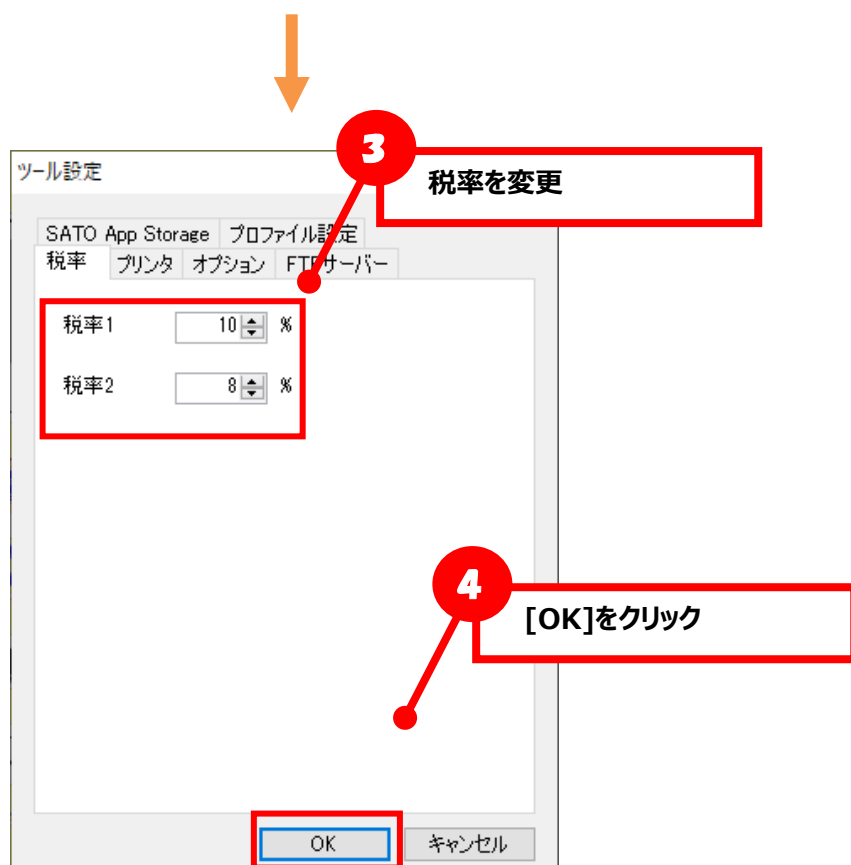 3
税率を変更
ツール設定
SATO App Storage プロファイル設定
税率 プリンタ オプション FTPサーバー
税率1 10 %
税率2 8 %
4
[OK]をクリック
OK キャンセル